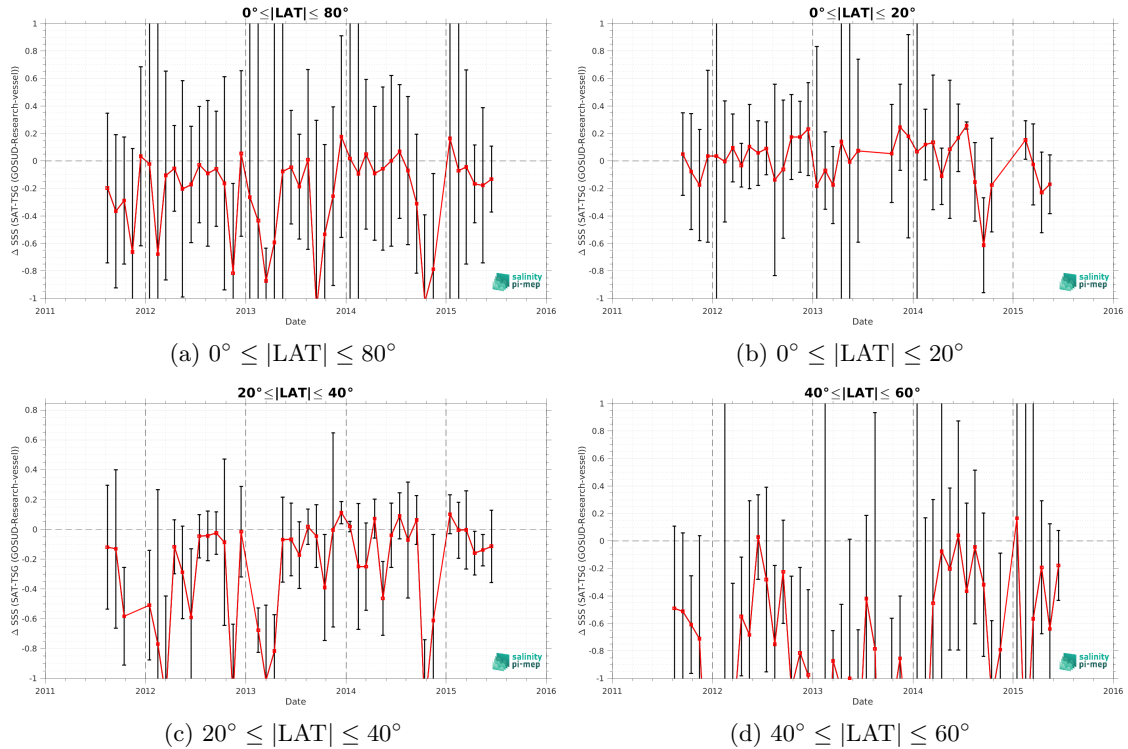 0°≤|LAT|≤ 80°
Δ SSS (SAT-TSG (GOSUD-Research-vessel))
1
0.8
0.6
0.4
0.2
0
-0.2
-0.4
-0.6
-0.8
-1
2011 2012 2013 2014 2015 2016
Date
salinity
pi-mep
(a) 0° ≤ |LAT| ≤ 80°
0°≤|LAT|≤ 20°
Δ SSS (SAT-TSG (GOSUD-Research-vessel))
1
0.8
0.6
0.4
0.2
0
-0.2
-0.4
-0.6
-0.8
-1
2011 2012 2013 2014 2015 2016
Date
salinity
pi-mep
(b) 0° ≤ |LAT| ≤ 20°
20°≤|LAT|≤ 40°
Δ SSS (SAT-TSG (GOSUD-Research-vessel))
0.8
0.6
0.4
0.2
0
-0.2
-0.4
-0.6
-0.8
-1
2011 2012 2013 2014 2015 2016
Date
salinity
pi-mep
(c) 20° ≤ |LAT| ≤ 40°
40°≤|LAT|≤ 60°
Δ SSS (SAT-TSG (GOSUD-Research-vessel))
1
0.8
0.6
0.4
0.2
0
-0.2
-0.4
-0.6
-0.8
-1
2011 2012 2013 2014 2015 2016
Date
salinity
pi-mep
(d) 40° ≤ |LAT| ≤ 60°